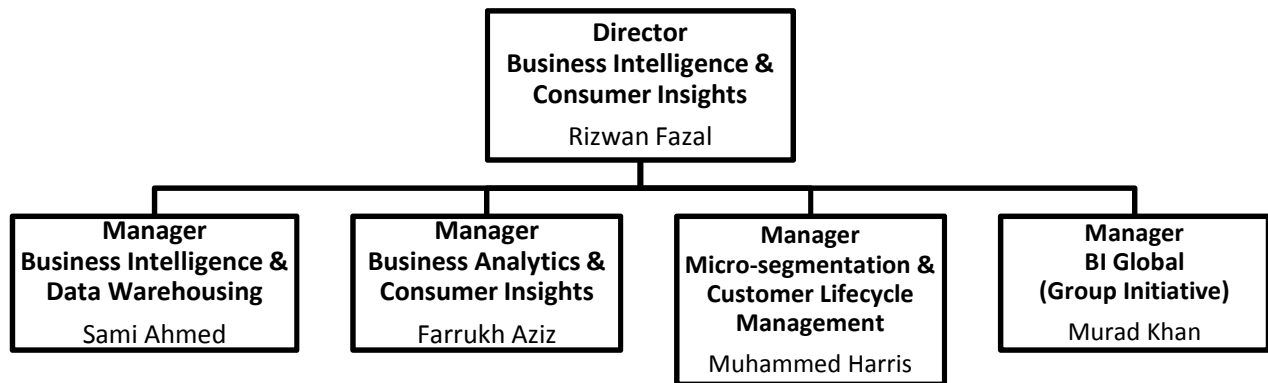 Director
Business Intelligence &
Consumer Insights
Rizwan Fazal
Manager
Business Intelligence &
Data Warehousing
Sami Ahmed
Manager
Business Analytics &
Consumer Insights
Farrukh Aziz
Manager
Micro-segmentation &
Customer Lifecycle
Management
Muhammed Harris
Manager
BI Global
(Group Initiative)
Murad Khan